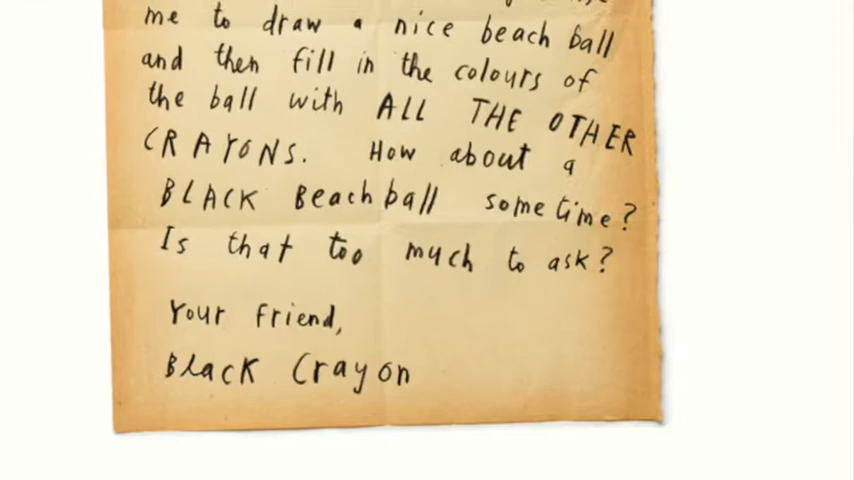 me to draw a nice beach ball
and then fill in the colours of
the ball with ALL THE OTHER
CRAYONS. How about a
BLACK Beachball sometime?
Is that too much to ask?
Your friend,
Black Crayon